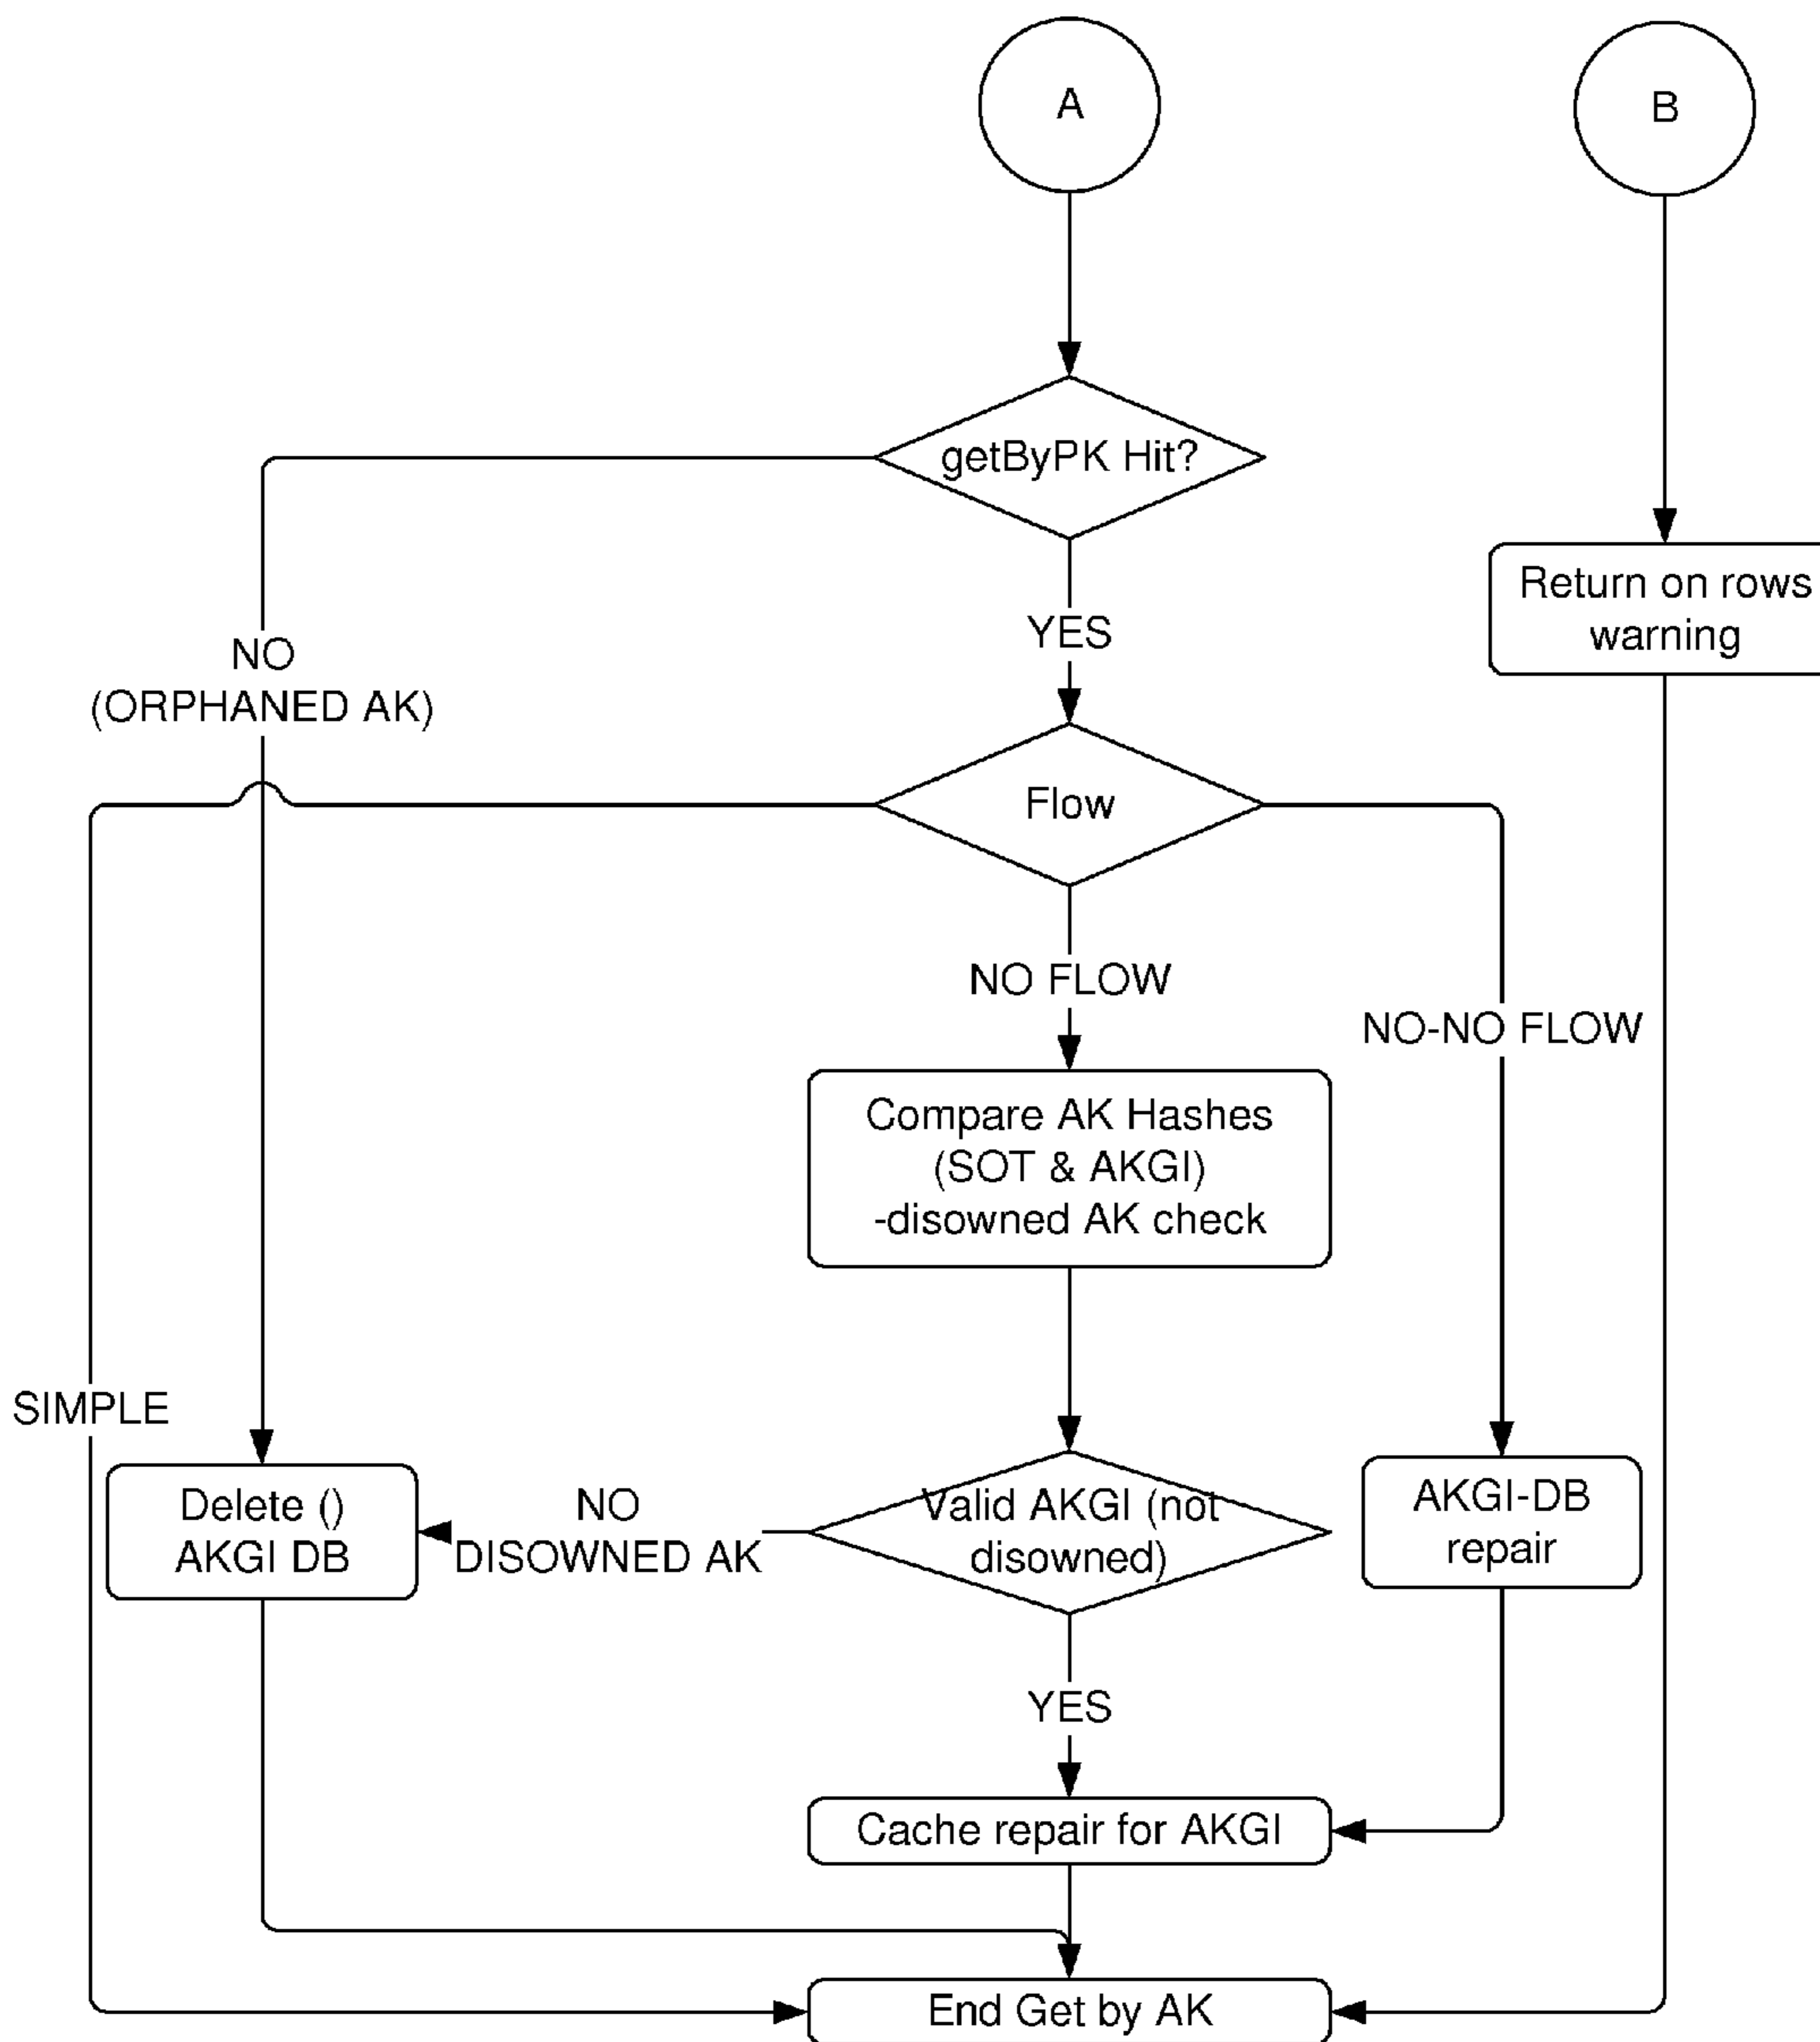 A
B
getByPK Hit?
Return on rows
warning
YES
NO
(ORPHANED AK)
Flow
NO FLOW
NO-NO FLOW
Compare AK Hashes
(SOT & AKGI)
-disowned AK check
SIMPLE
Delete ()
AKGI DB
NO
DISOWNED AK
Valid AKGI (not
disowned)
AKGI-DB
repair
YES
Cache repair for AKGI
End Get by AK